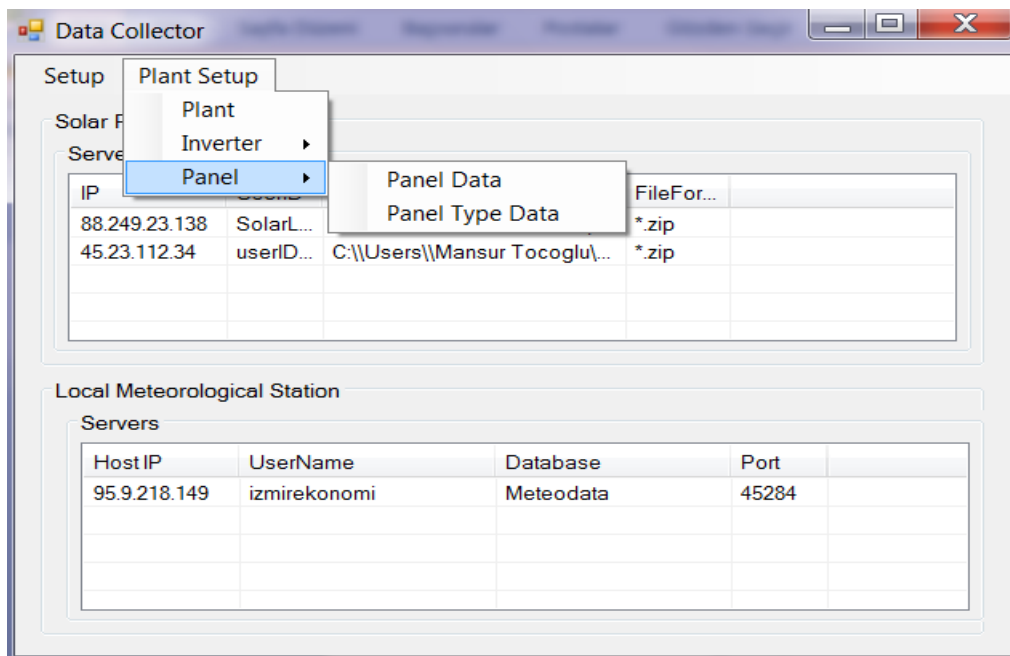 Data Collector
Setup Plant Setup
Plant
Inverter
Panel
Panel Data
Panel Type Data
Solar
IP FileFor...
88.249.23.138 SolarL... *.zip
45.23.112.34 userID... C:\\Users\\Mansur Tocoglu\... *.zip
Local Meteorological Station
Servers
Host IP UserName Database Port
95.9.218.149 izmirekonomi Meteodata 45284